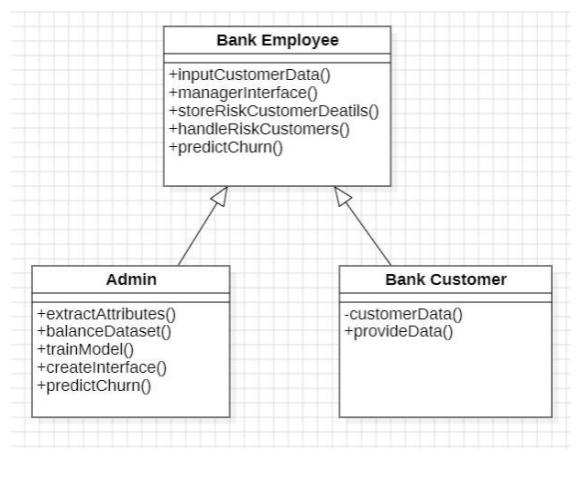 Bank Employee
+inputCustomerData()
+managerInterface()
+storeRiskCustomerDeatils()
+handleRiskCustomers()
+predictChurn()
Admin
+extractAttributes()
+balanceDataset()
+trainModel()
+createInterface()
+predictChurn()
Bank Customer
-customerData()
+provideData()